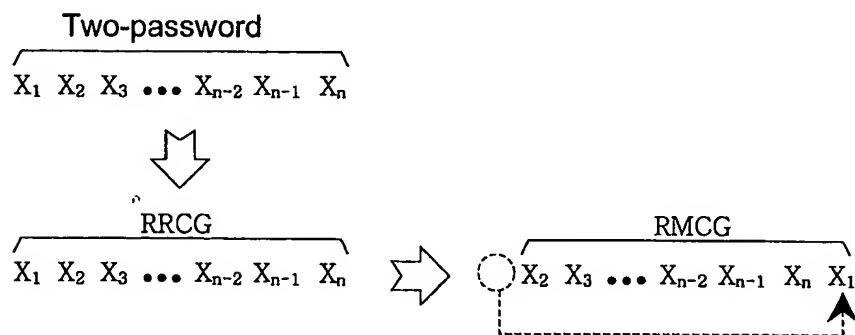 Two-password
X₁ X₂ X₃ ••• Xₙ₋₂ Xₙ₋₁ Xₙ
RRCG
X₁ X₂ X₃ ••• Xₙ₋₂ Xₙ₋₁ Xₙ
RMCG
X₂ X₃ ••• Xₙ₋₂ Xₙ₋₁ Xₙ X₁